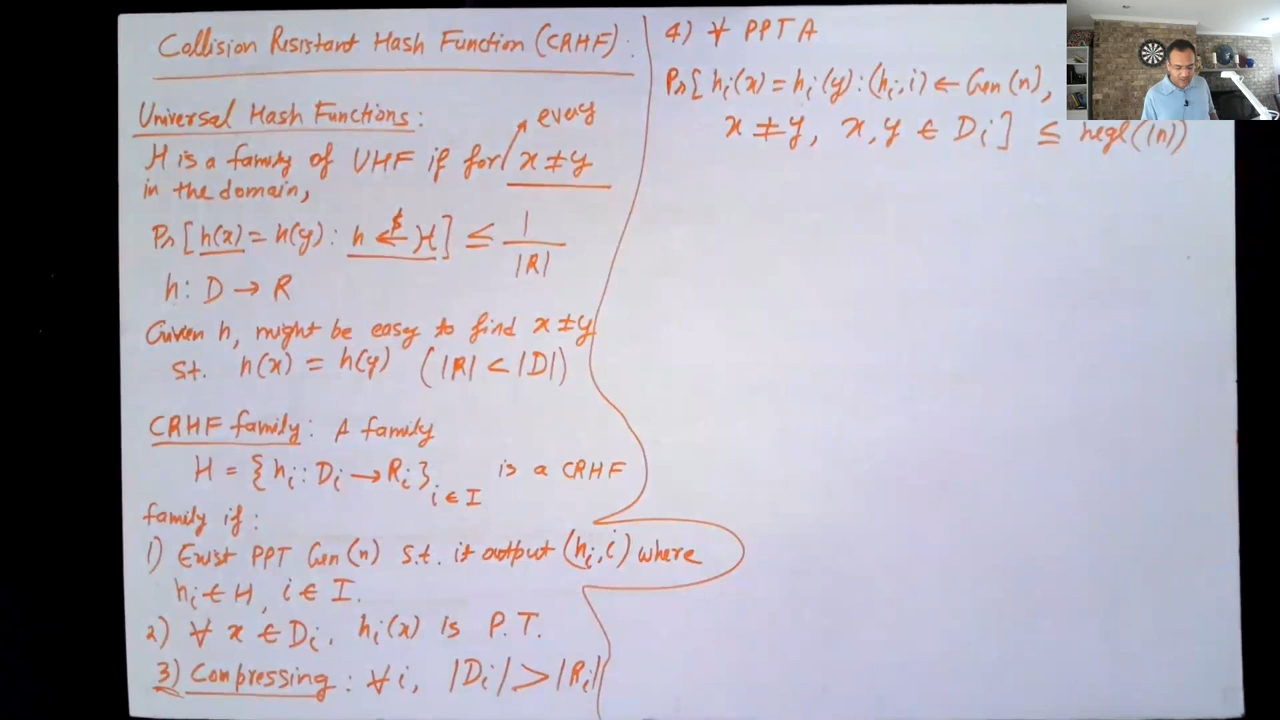 Collision Resistant Hash Function (CRHF):
Universal Hash Functions:
every
H is a family of UHF if for x ≠ y
in the domain,
Pr[h(x) = h(y) : h ←$ H] ≤ 1/|R|
h: D → R
Given h, might be easy to find x ≠ y
st. h(x) = h(y) (|R| < |D|)
CRHF family: A family
H = {hi: Di → Ri}i∈I is a CRHF
family if:
1) Exist PPT Gen(n) s.t. it output (hi, i) where
hi ∈ H, i ∈ I.
2) ∀ x ∈ Di, hi(x) is P.T.
3) Compressing: ∀i, |Di| > |Ri|
4) ∀ PPT A
Pr[hi(x) = hi(y) : (hi, i) ← Gen(n),
x ≠ y, x, y ∈ Di] ≤ negl(|n|)